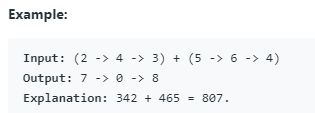 Example:
Input: (2 -> 4 -> 3) + (5 -> 6 -> 4)
Output: 7 -> 0 -> 8
Explanation: 342 + 465 = 807.